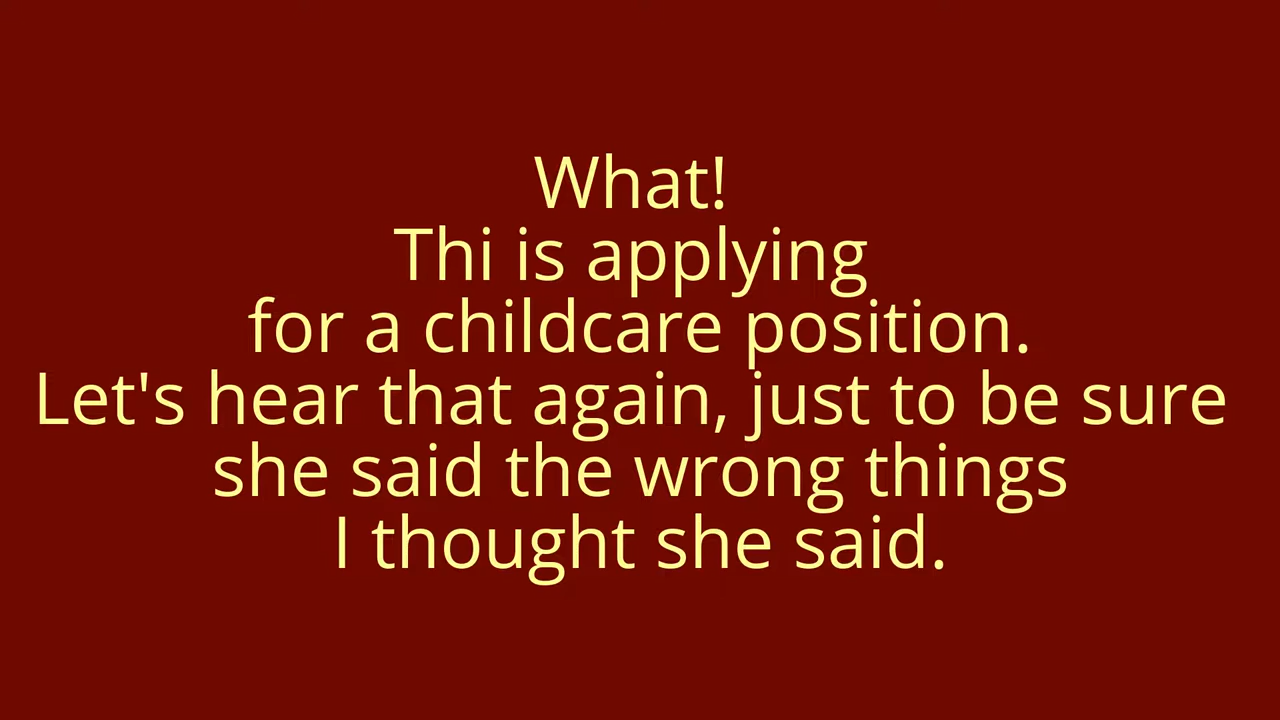 What!
Thi is applying
for a childcare position.
Let's hear that again, just to be sure
she said the wrong things
I thought she said.